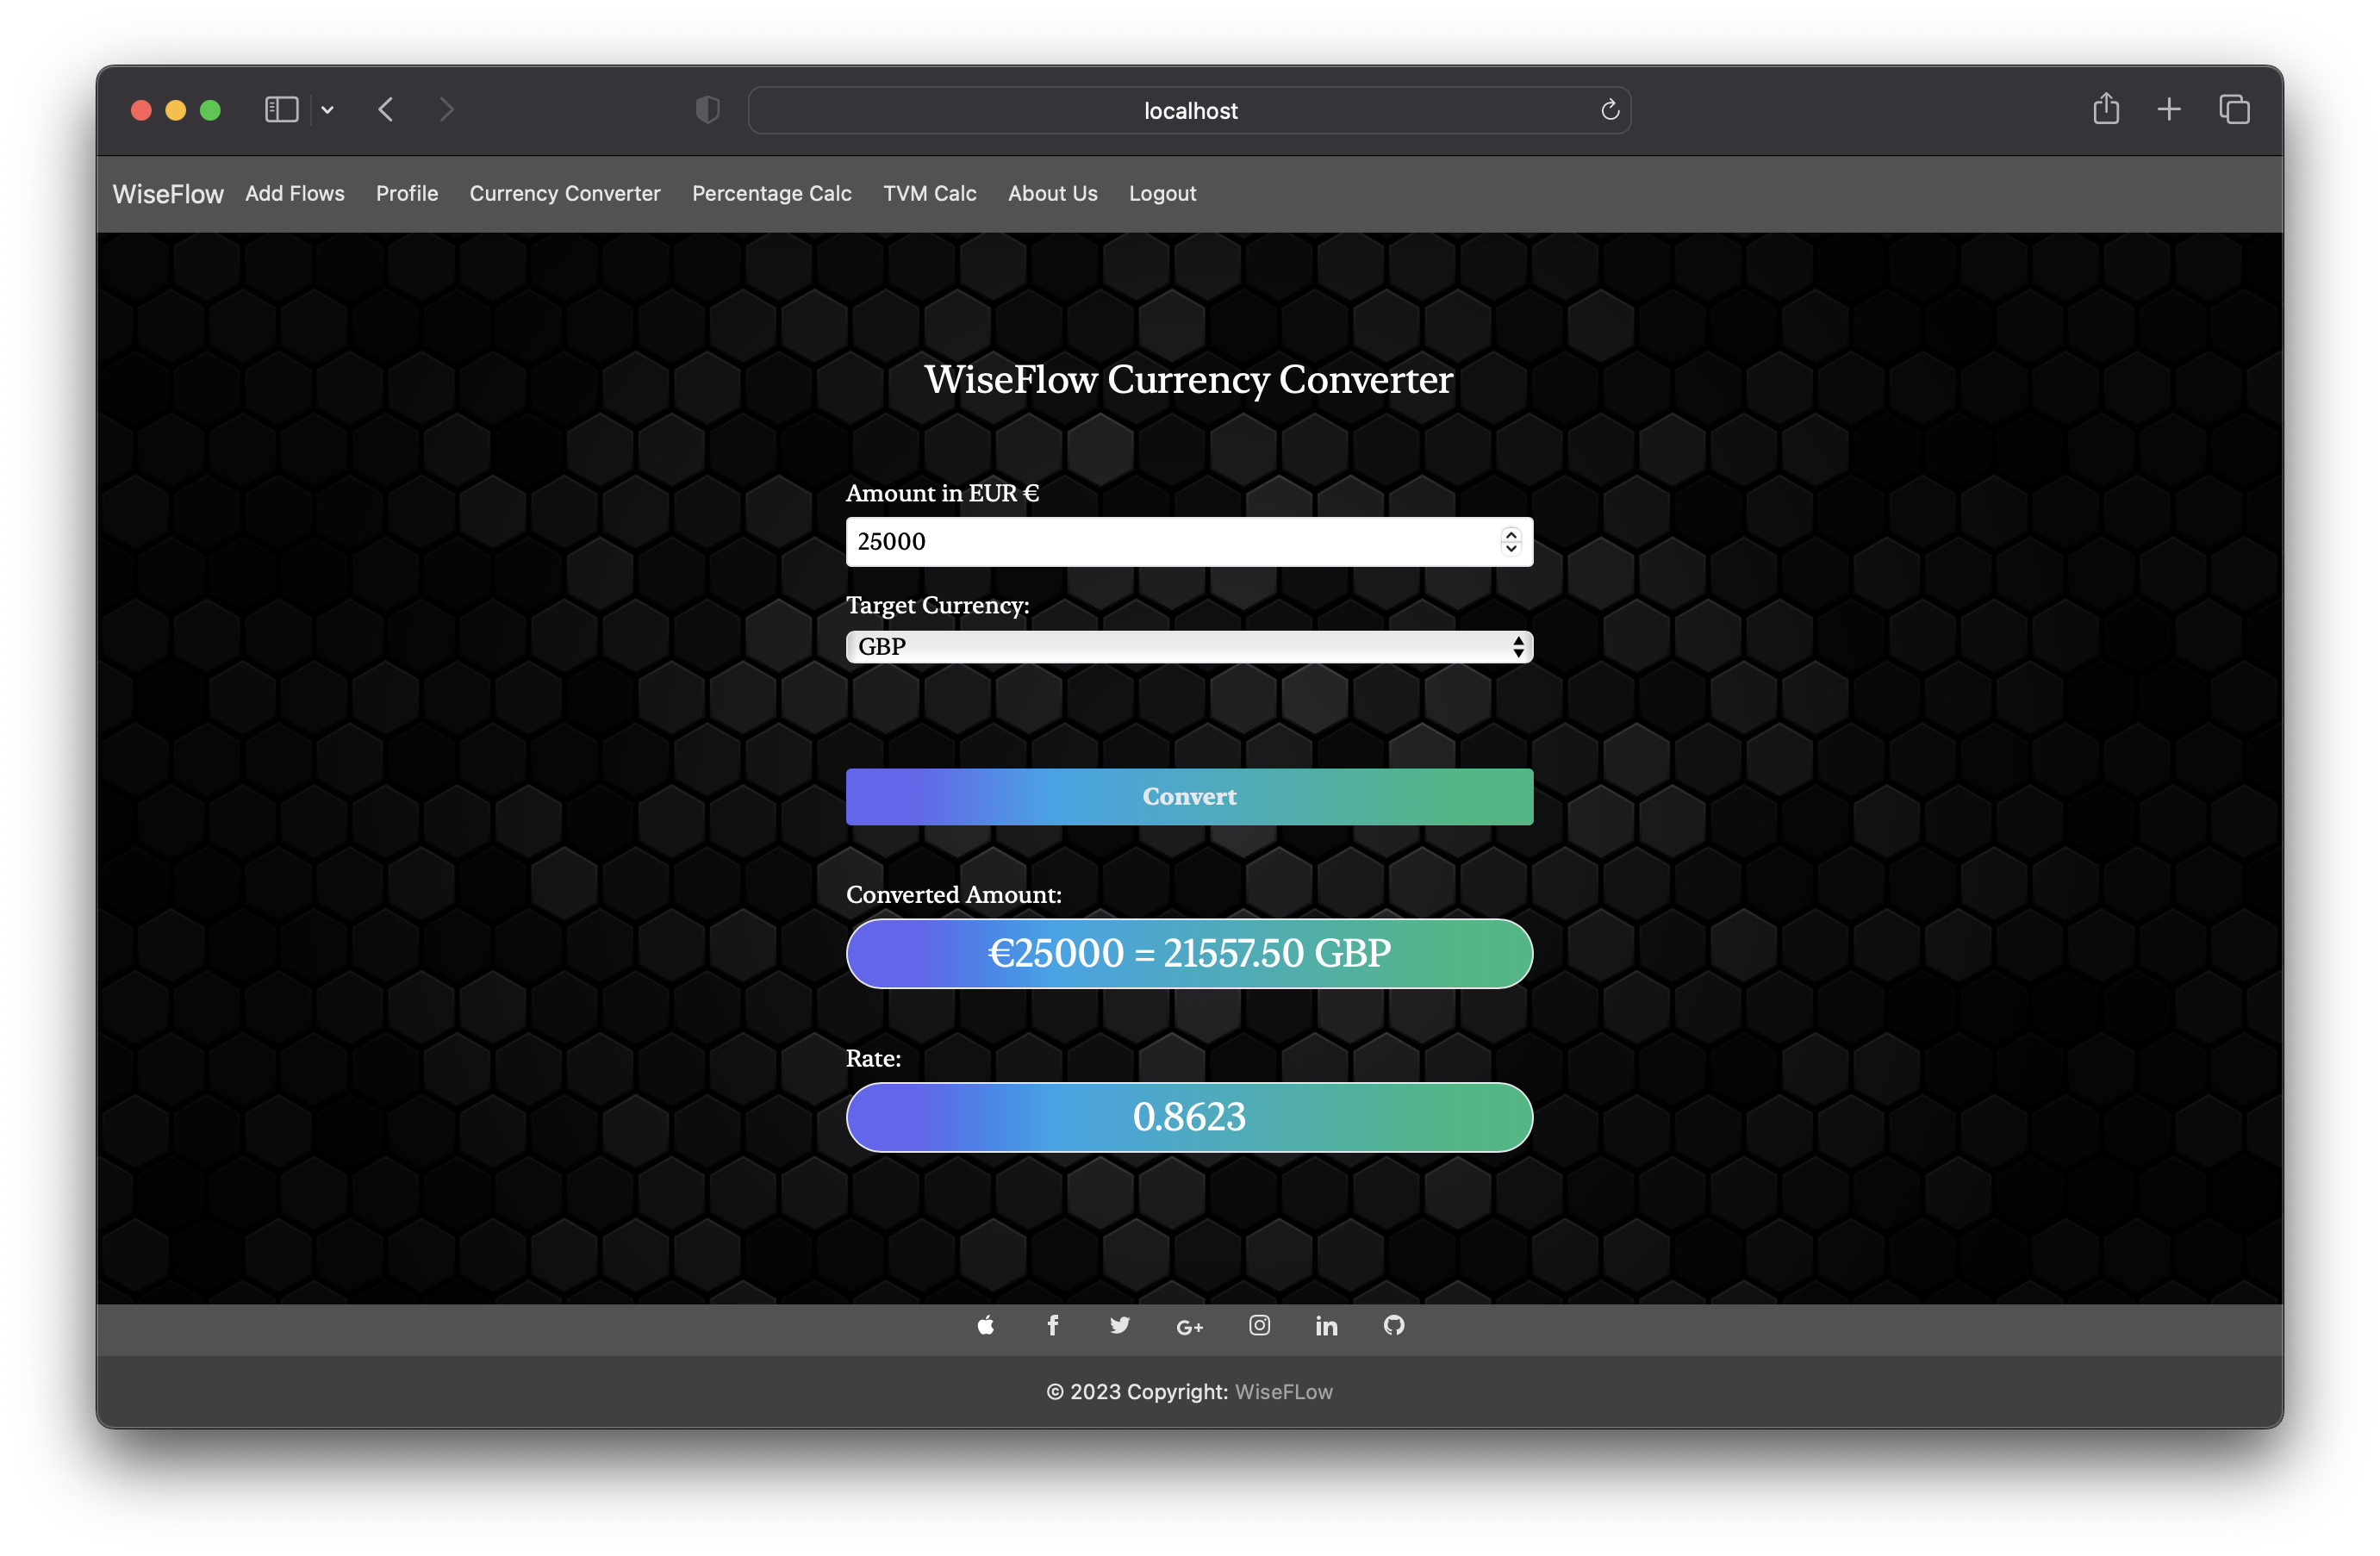 localhost
WiseFlow Add Flows Profile Currency Converter Percentage Calc TVM Calc About Us Logout
WiseFlow Currency Converter
Amount in EUR €
25000
Target Currency:
GBP
Convert
Converted Amount:
€25000 = 21557.50 GBP
Rate:
0.8623
f G+ in
© 2023 Copyright: WiseFLow